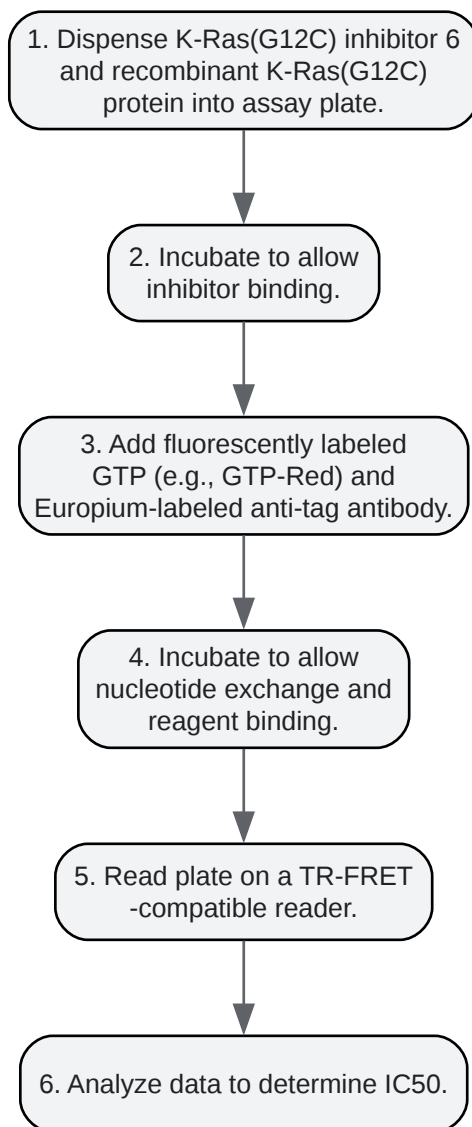 1. Dispense K-Ras(G12C) inhibitor 6
and recombinant K-Ras(G12C)
protein into assay plate.
2. Incubate to allow
inhibitor binding.
3. Add fluorescently labeled
GTP (e.g., GTP-Red) and
Europium-labeled anti-tag antibody.
4. Incubate to allow
nucleotide exchange and
reagent binding.
5. Read plate on a TR-FRET
-compatible reader.
6. Analyze data to determine IC50.